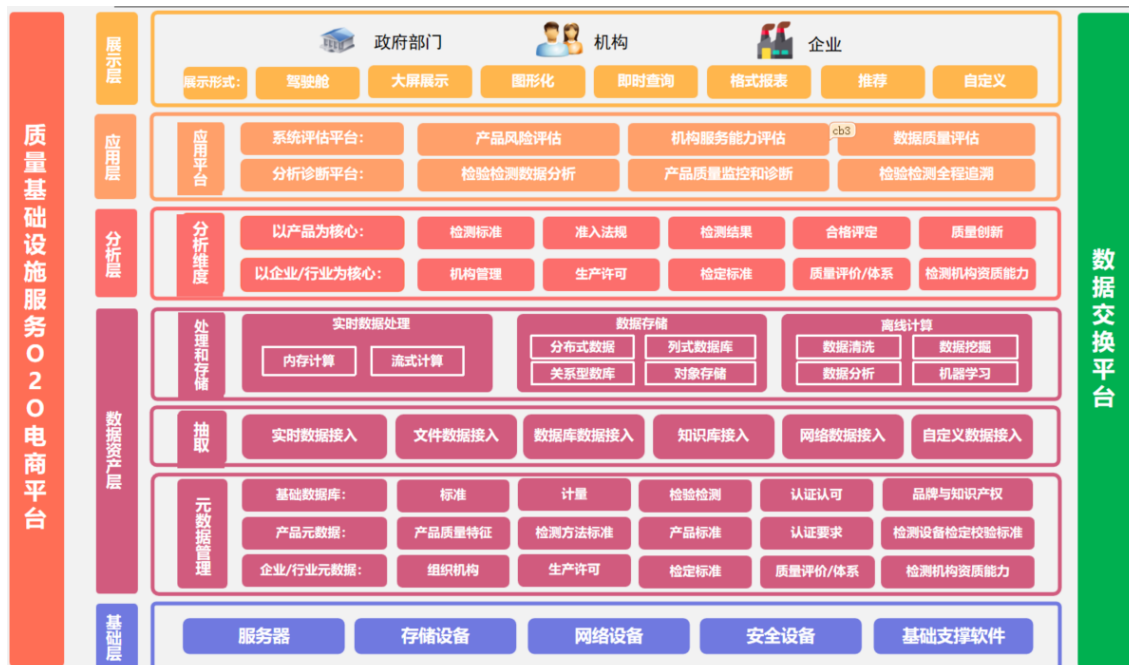 质量基础设施服务O2O电商平台
展示层
政府部门
机构
企业
展示形式:
驾驶舱
大屏展示
图形化
即时查询
格式报表
推荐
自定义
应用层
应用平台
系统评估平台:
产品风险评估
机构服务能力评估
cb3
数据质量评估
分析诊断平台:
检验检测数据分析
产品质量监控和诊断
检验检测全程追溯
分析层
分析维度
以产品为核心:
检测标准
准入法规
检测结果
合格评定
质量创新
以企业/行业为核心:
机构管理
生产许可
检定标准
质量评价/体系
检测机构资质能力
数据资产层
处理和存储
实时数据处理
内存计算
流式计算
数据存储
分布式数据
列式数据库
关系型数库
对象存储
离线计算
数据清洗
数据挖掘
数据分析
机器学习
抽取
实时数据接入
文件数据接入
数据库数据接入
知识库接入
网络数据接入
自定义数据接入
元数据管理
基础数据库:
标准
计量
检验检测
认证认可
品牌与知识产权
产品元数据:
产品质量特征
检测方法标准
产品标准
认证要求
检测设备检定校验标准
企业/行业元数据:
组织机构
生产许可
检定标准
质量评价/体系
检测机构资质能力
基础层
服务器
存储设备
网络设备
安全设备
基础支撑软件
数据交换平台